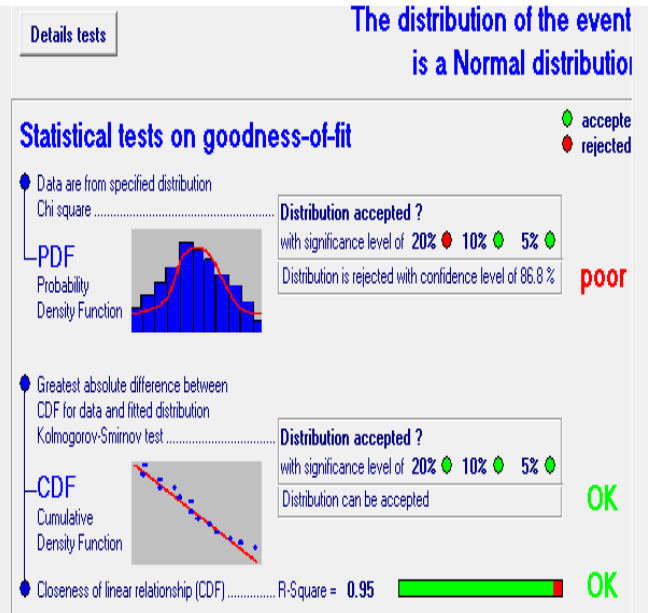 Details tests
The distribution of the event
is a Normal distributio
Statistical tests on goodness-of-fit
accepte
rejected
Data are from specified distribution
Chi square
Distribution accepted ?
with significance level of 20% 10% 5%
Distribution is rejected with confidence level of 86.8 %
poor
PDF
Probability
Density Function
Greatest absolute difference between
CDF for data and fitted distribution
Kolmogorov-Smirnov test
Distribution accepted ?
with significance level of 20% 10% 5%
Distribution can be accepted
OK
CDF
Cumulative
Density Function
Closeness of linear relationship (CDF) .............. R-Square = 0.95
OK